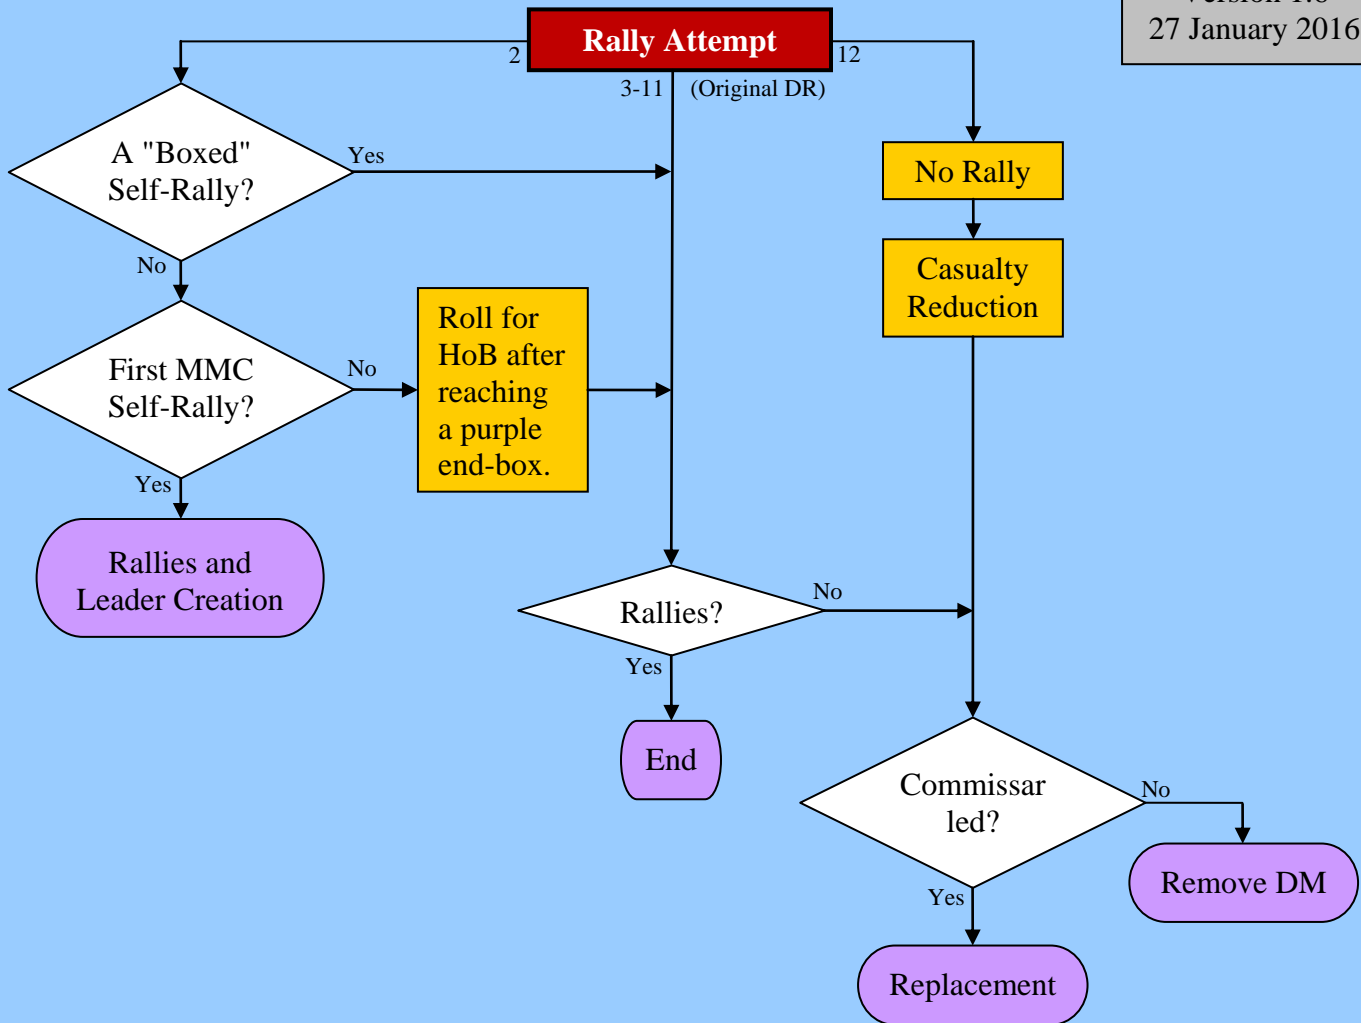 27 January 2016
Rally Attempt
2
12
3-11 (Original DR)
A "Boxed"
Self-Rally?
Yes
No
No Rally
Casualty
Reduction
First MMC
Self-Rally?
No
Yes
Roll for
HoB after
reaching
a purple
end-box.
Rallies and
Leader Creation
Rallies?
No
Yes
End
Commissar
led?
No
Yes
Remove DM
Replacement